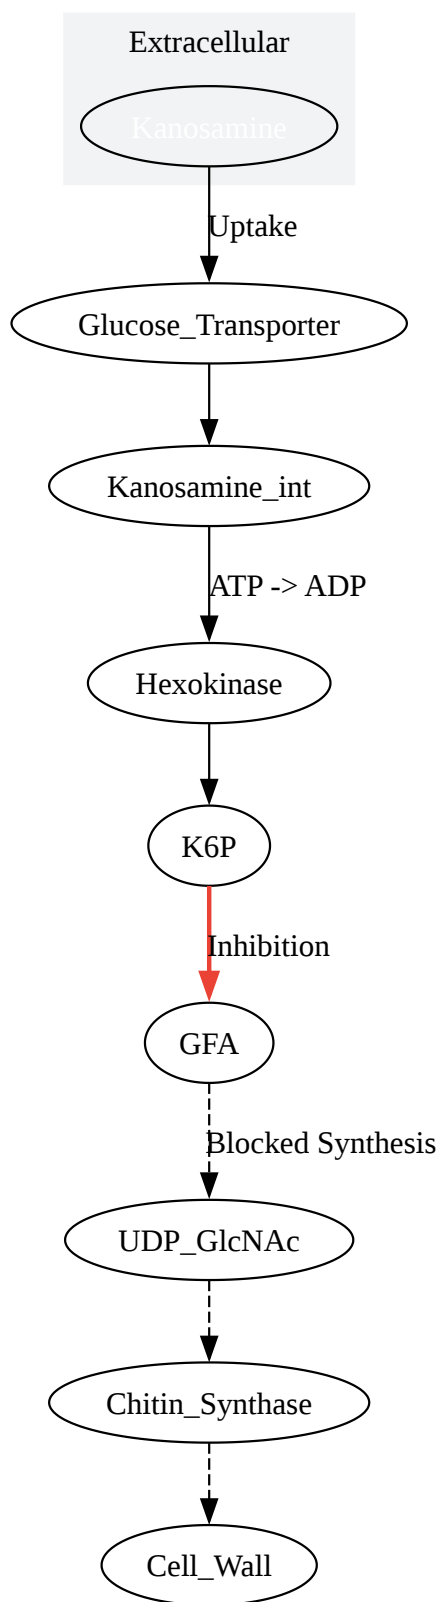 Extracellular
Kanosamine
Uptake
Glucose_Transporter
Kanosamine_int
ATP -> ADP
Hexokinase
K6P
Inhibition
GFA
Blocked Synthesis
UDP_GlcNAc
Chitin_Synthase
Cell_Wall